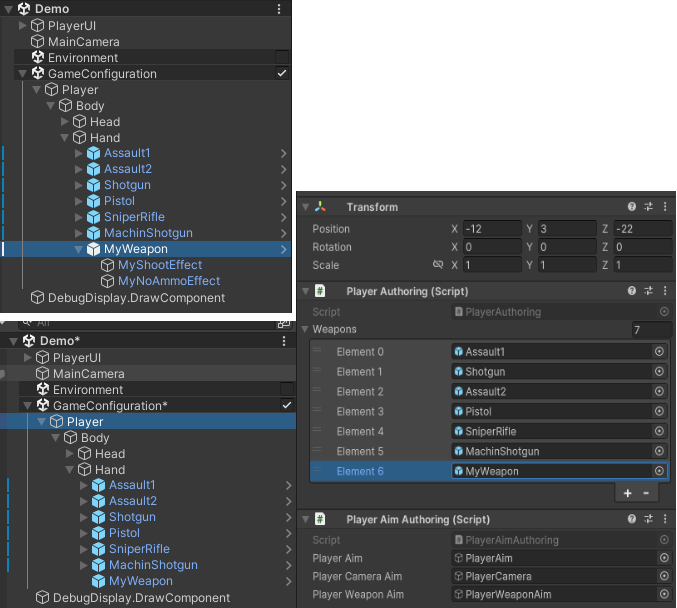 Demo
PlayerUI
MainCamera
Environment
GameConfiguration
Player
Body
Head
Hand
Assault1
Assault2
Shotgun
Pistol
SniperRifle
MachinShotgun
MyWeapon
MyShootEffect
MyNoAmmoEffect
DebugDisplay.DrawComponent
All
Demo*
PlayerUI
MainCamera
Environment
GameConfiguration*
Player
Body
Head
Hand
Assault1
Assault2
Shotgun
Pistol
SniperRifle
MachinShotgun
MyWeapon
DebugDisplay.DrawComponent
Transform
Position X -12 Y 3 Z -22
Rotation X 0 Y 0 Z 0
Scale X 1 Y 1 Z 1
# Player Authoring (Script)
Script PlayerAuthoring
Weapons 7
Element 0 Assault1
Element 1 Shotgun
Element 2 Assault2
Element 3 Pistol
Element 4 SniperRifle
Element 5 MachinShotgun
Element 6 MyWeapon
+ -
# Player Aim Authoring (Script)
Script PlayerAimAuthoring
Player Aim PlayerAim
Player Camera Aim PlayerCamera
Player Weapon Aim PlayerWeaponAim